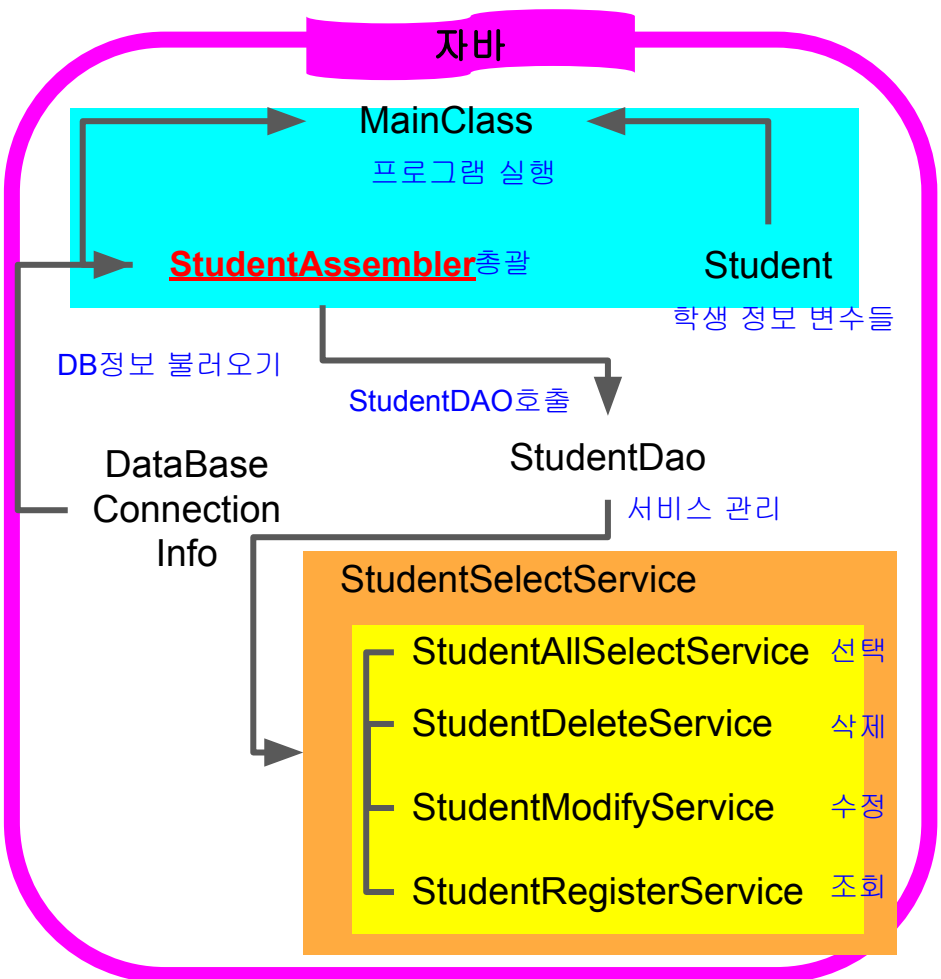 자바
MainClass
프로그램 실행
StudentAssembler총괄
Student
학생 정보 변수들
DB정보 불러오기
StudentDAO호출
DataBase
Connection
Info
StudentDao
서비스 관리
StudentSelectService
StudentAllSelectService 선택
StudentDeleteService 삭제
StudentModifyService 수정
StudentRegisterService 조회